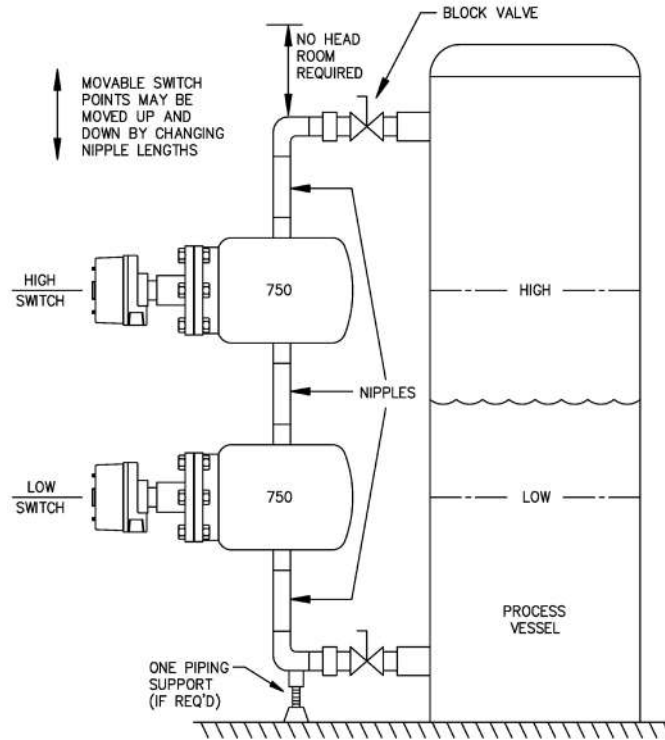 BLOCK VALVE
NO HEAD
ROOM
REQUIRED
MOVABLE SWITCH
POINTS MAY BE
MOVED UP AND
DOWN BY CHANGING
NIPPLE LENGTHS
HIGH
SWITCH
750
HIGH
NIPPLES
LOW
SWITCH
750
LOW
PROCESS
VESSEL
ONE PIPING
SUPPORT
(IF REQ'D)